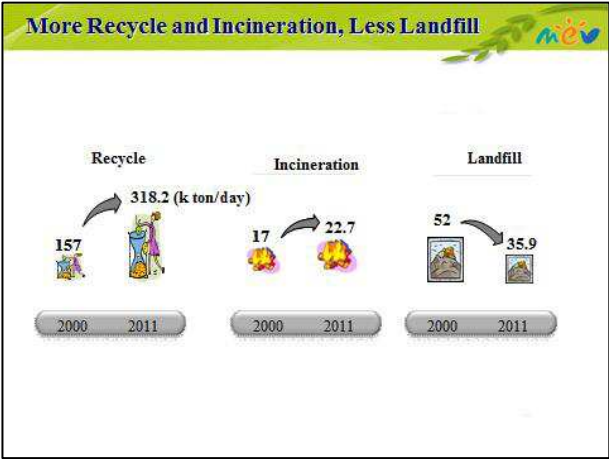 More Recycle and Incineration, Less Landfill
mev
Recycle
157
318.2 (k ton/day)
2000 2011
Incineration
17
22.7
2000 2011
Landfill
52
35.9
2000 2011